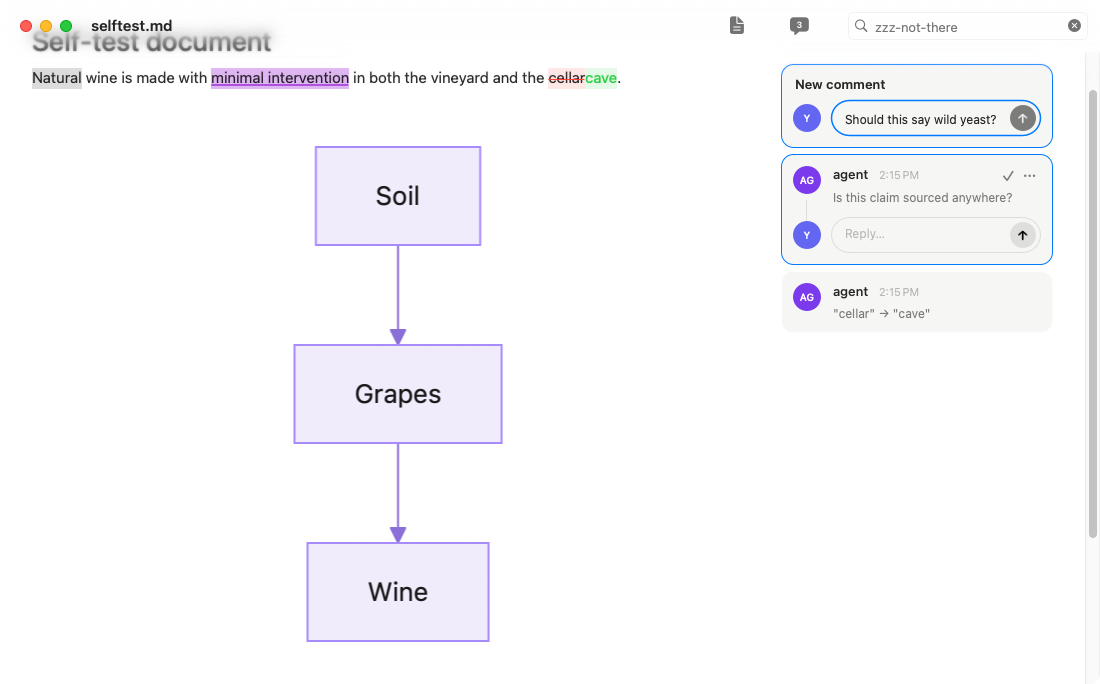 selftest.md
3
zzz-not-there
Self-test document
Natural wine is made with minimal intervention in both the vineyard and the cellarcave.
Soil
Grapes
Wine
New comment
Y
Should this say wild yeast?
AG
agent 2:15 PM
Is this claim sourced anywhere?
Y
Reply...
AG
agent 2:15 PM
"cellar" → "cave"